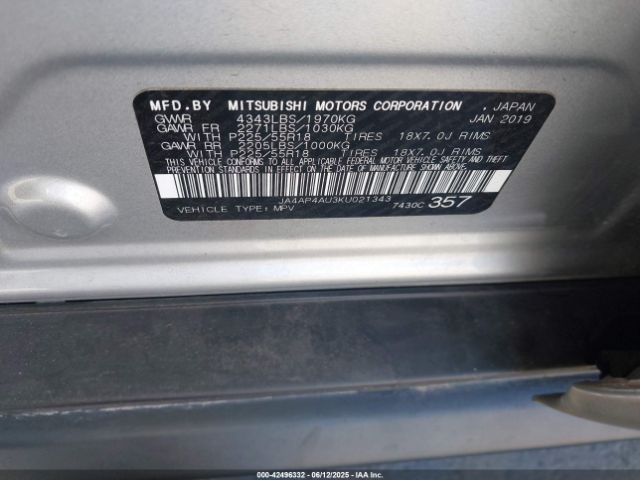 MFD.BY MITSUBISHI MOTORS CORPORATION . JAPAN
GWWR 4343LBS/1970KG JAN 2019
GAWR FR 2271LBS/1030KG
WITH P225/55R18 TIRES 18X7.0J RIMS
GAWR RR 2205LBS/1000KG
WITH P225/55R18 TIRES 18X7.0J RIMS
THIS VEHICLE CONFORMS TO ALL APPLICABLE FEDERAL MOTOR VEHICLE SAFETY AND THEFT
PREVENTION STANDARDS IN EFFECT ON THE DATE OF MANUFACTURE SHOWN ABOVE.
JA4AP4AU3KU021343
VEHICLE TYPE: MPV 7430C 357
000-42496332 - 06/12/2025 - IAA Inc.